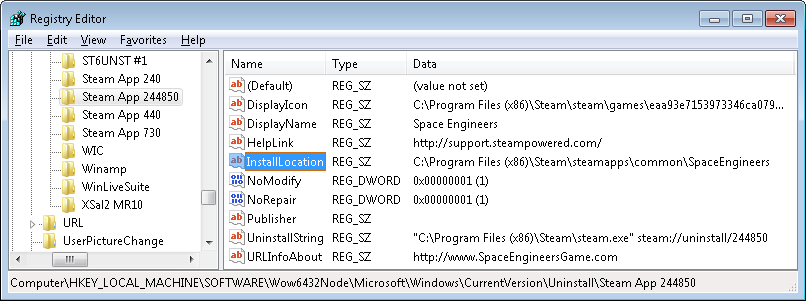 Registry Editor
File Edit View Favorites Help
ST6UNST #1
Steam App 240
Steam App 244850
Steam App 440
Steam App 730
WIC
Winamp
WinLiveSuite
XSal2 MR10
URL
UserPictureChange
Name Type Data
(Default) REG_SZ (value not set)
DisplayIcon REG_SZ C:\Program Files (x86)\Steam\steam\games\eaa93e7153973346ca079...
DisplayName REG_SZ Space Engineers
HelpLink REG_SZ http://support.steampowered.com/
InstallLocation REG_SZ C:\Program Files (x86)\Steam\steamapps\common\SpaceEngineers
NoModify REG_DWORD 0x00000001 (1)
NoRepair REG_DWORD 0x00000001 (1)
Publisher REG_SZ
UninstallString REG_SZ "C:\Program Files (x86)\Steam\steam.exe" steam://uninstall/244850
URLInfoAbout REG_SZ http://www.SpaceEngineersGame.com
Computer\HKEY_LOCAL_MACHINE\SOFTWARE\Wow6432Node\Microsoft\Windows\CurrentVersion\Uninstall\Steam App 244850